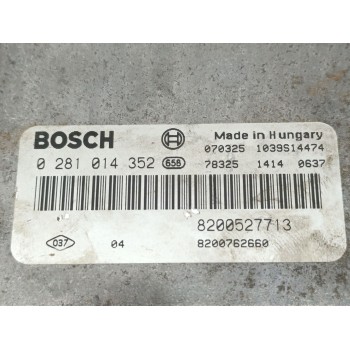 BOSCH Made in Hungary
070325 1039S14474
0 281 014 352 658 78325 1414 0637
8200527713
037 04 8200762660